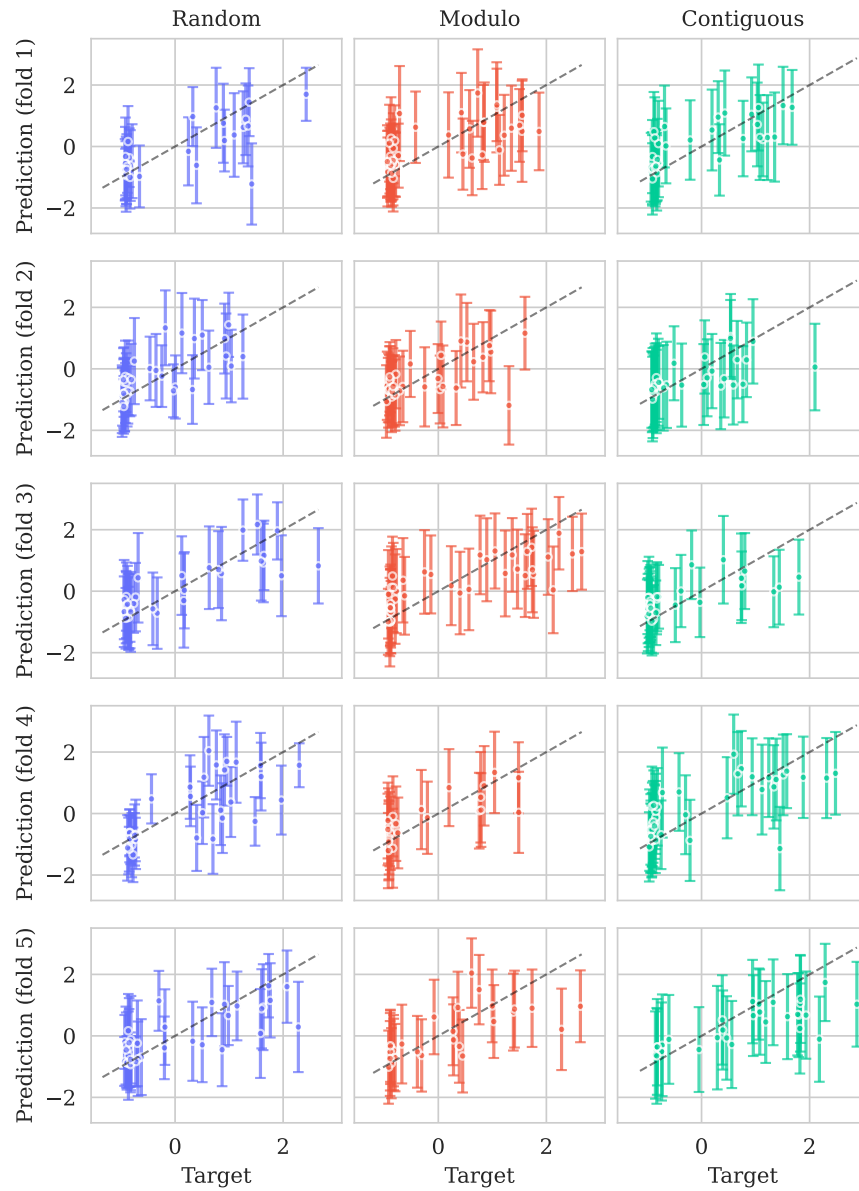 Random Modulo Contiguous
Prediction (fold 1)
2
0
−2
Prediction (fold 2)
2
0
−2
Prediction (fold 3)
2
0
−2
Prediction (fold 4)
2
0
−2
Prediction (fold 5)
2
0
−2
0 2 0 2 0 2
Target Target Target